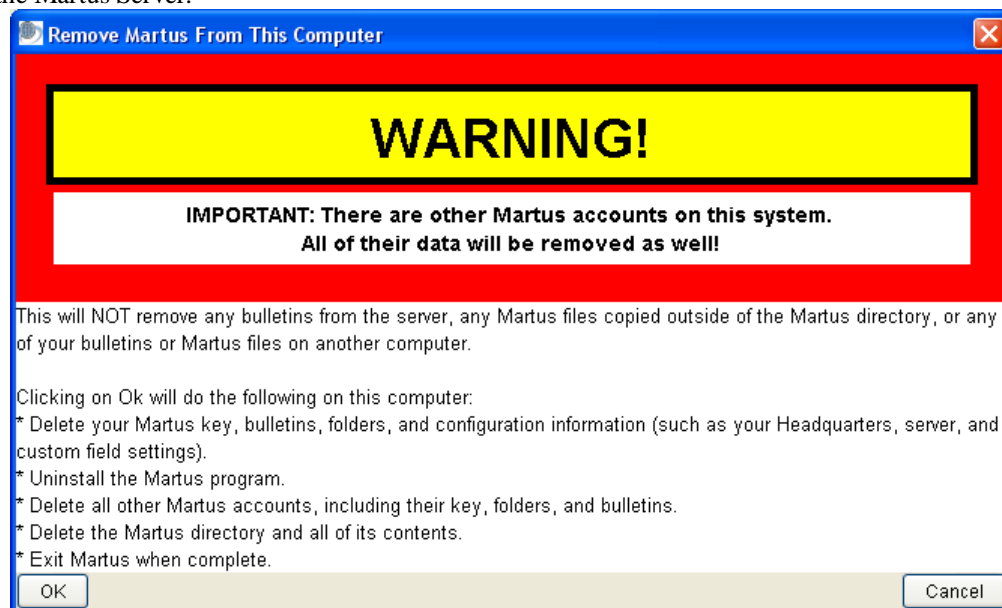 the Martus Server.
Remove Martus From This Computer
WARNING!
IMPORTANT: There are other Martus accounts on this system.
All of their data will be removed as well!
This will NOT remove any bulletins from the server, any Martus files copied outside of the Martus directory, or any
of your bulletins or Martus files on another computer.
Clicking on Ok will do the following on this computer:
* Delete your Martus key, bulletins, folders, and configuration information (such as your Headquarters, server, and
custom field settings).
* Uninstall the Martus program.
* Delete all other Martus accounts, including their key, folders, and bulletins.
* Delete the Martus directory and all of its contents.
* Exit Martus when complete.
OK
Cancel